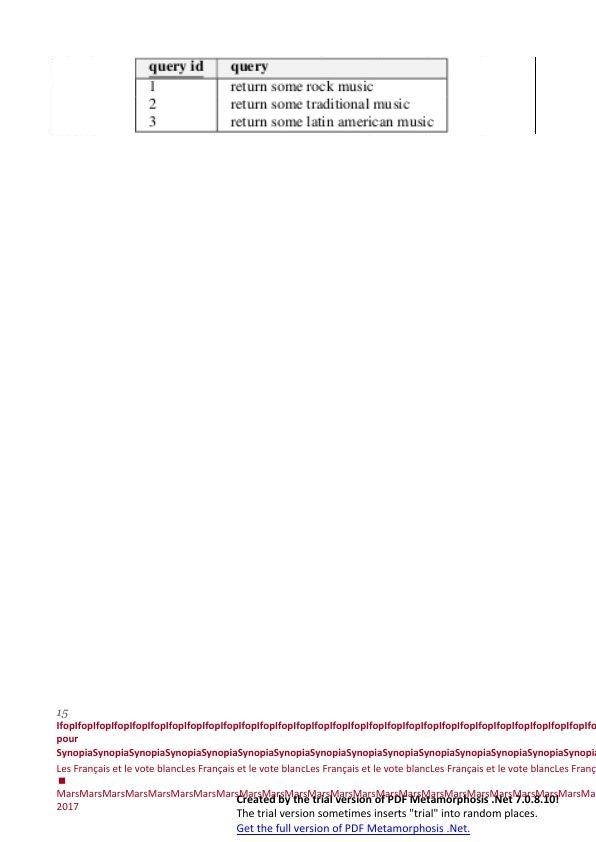 query id query
1 return some rock music
2 return some traditional music
3 return some latin american music
15
IfopIfopIfopIfopIfopIfopIfopIfopIfopIfopIfopIfopIfopIfopIfopIfopIfopIfopIfopIfopIfopIfopIfopIfopIfopIfopIfopIfopIfopIfo
pour
SynopiaSynopiaSynopiaSynopiaSynopiaSynopiaSynopiaSynopiaSynopiaSynopiaSynopiaSynopiaSynopiaSynopiaSynopia
Les Français et le vote blancLes Français et le vote blancLes Français et le vote blancLes Français et le vote blancLes Franç
■
MarsMarsMarsMarsMarsMarsMarsMarsMarsMarsMarsMarsMarsMarsMarsMarsMarsMarsMarsMarsMarsMarsMarsMa
2017
Created by the trial version of PDF Metamorphosis .Net 7.0.8.10!
The trial version sometimes inserts "trial" into random places.
Get the full version of PDF Metamorphosis .Net.